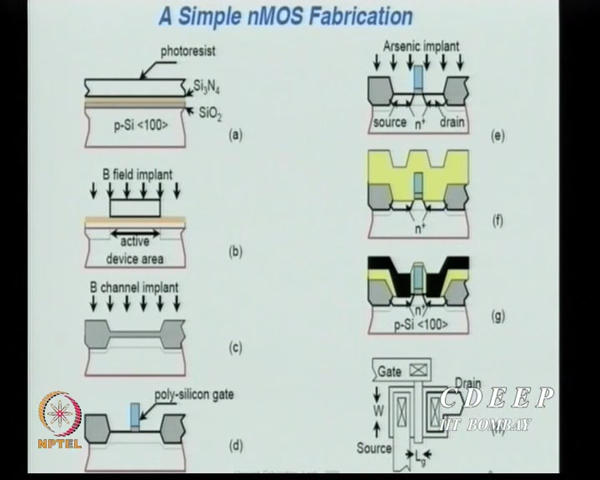 A Simple nMOS Fabrication
photoresist
Si₃N₄
SiO₂
p-Si <100>
(a)
B field implant
active
device area
(b)
B channel implant
(c)
poly-silicon gate
(d)
Arsenic implant
source n⁺ drain
(e)
n⁺
(f)
n⁺
p-Si <100>
(g)
Gate
Drain
W
Source
Lg
NPTEL
CDEEP
IIT BOMBAY